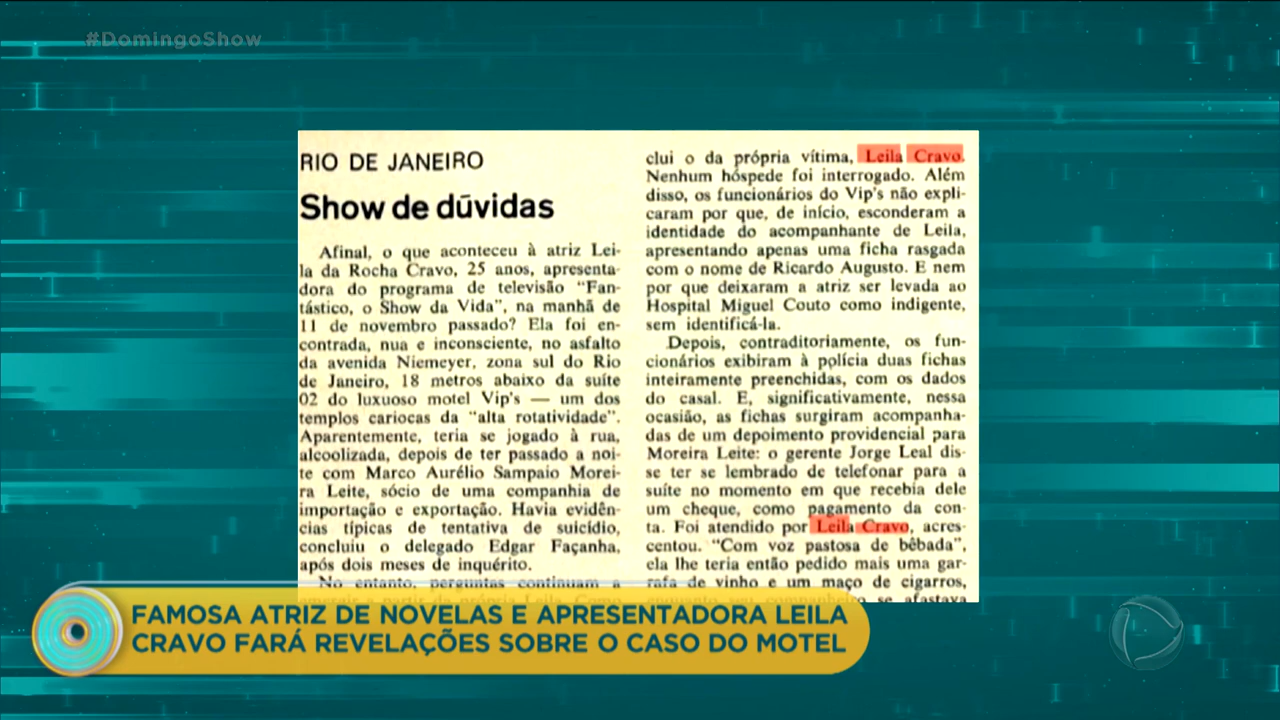 #DomingoShow
RIO DE JANEIRO
Show de dúvidas
Afinal, o que aconteceu à atriz Lei-
la da Rocha Cravo, 25 anos, apresenta-
dora do programa de televisão "Fan-
tástico, o Show da Vida", na manhã de
11 de novembro passado? Ela foi en-
contrada, nua e inconsciente, no asfalto
da avenida Niemeyer, zona sul do Rio
de Janeiro, 18 metros abaixo da suíte
02 do luxuoso motel Vip's — um dos
templos cariocas da "alta rotatividade".
Aparentemente, teria se jogado à rua,
alcoolizada, depois de ter passado a noi-
te com Marco Aurélio Sampaio Morei-
ra Leite, sócio de uma companhia de
importação e exportação. Havia evidên-
cias típicas de tentativa de suicídio,
concluiu o delegado Edgar Façanha,
após dois meses de inquérito.
No entanto, perguntas continuam a
clui o da própria vítima, Leila Cravo.
Nenhum hóspede foi interrogado. Além
disso, os funcionários do Vip's não expli-
caram por que, de início, esconderam a
identidade do acompanhante de Leila,
apresentando apenas uma ficha rasgada
com o nome de Ricardo Augusto. E nem
por que deixaram a atriz ser levada ao
Hospital Miguel Couto como indigente,
sem identificá-la.
Depois, contraditoriamente, os fun-
cionários exibiram à polícia duas fichas
inteiramente preenchidas, com os dados
do casal. E, significativamente, nessa
ocasião, as fichas surgiram acompanha-
das de um depoimento providencial para
Moreira Leite: o gerente Jorge Leal dis-
se ter se lembrado de telefonar para a
suíte no momento em que recebia dele
um cheque, como pagamento da con-
ta. Foi atendido por Leila Cravo, acres-
centou. "Com voz pastosa de bêbada",
ela lhe teria então pedido mais uma gar-
rafa de vinho e um maço de cigarros,
se afastava
FAMOSA ATRIZ DE NOVELAS E APRESENTADORA LEILA
CRAVO FARÁ REVELAÇÕES SOBRE O CASO DO MOTEL